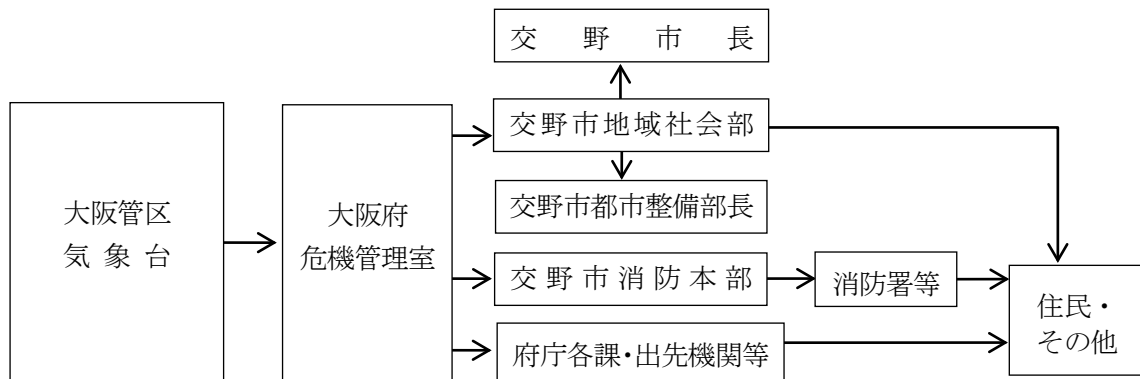 交野市長
交野市地域社会部
交野市都市整備部長
大阪管区
気象台
大阪府
危機管理室
交野市消防本部
消防署等
府庁各課・出先機関等
住民・
その他